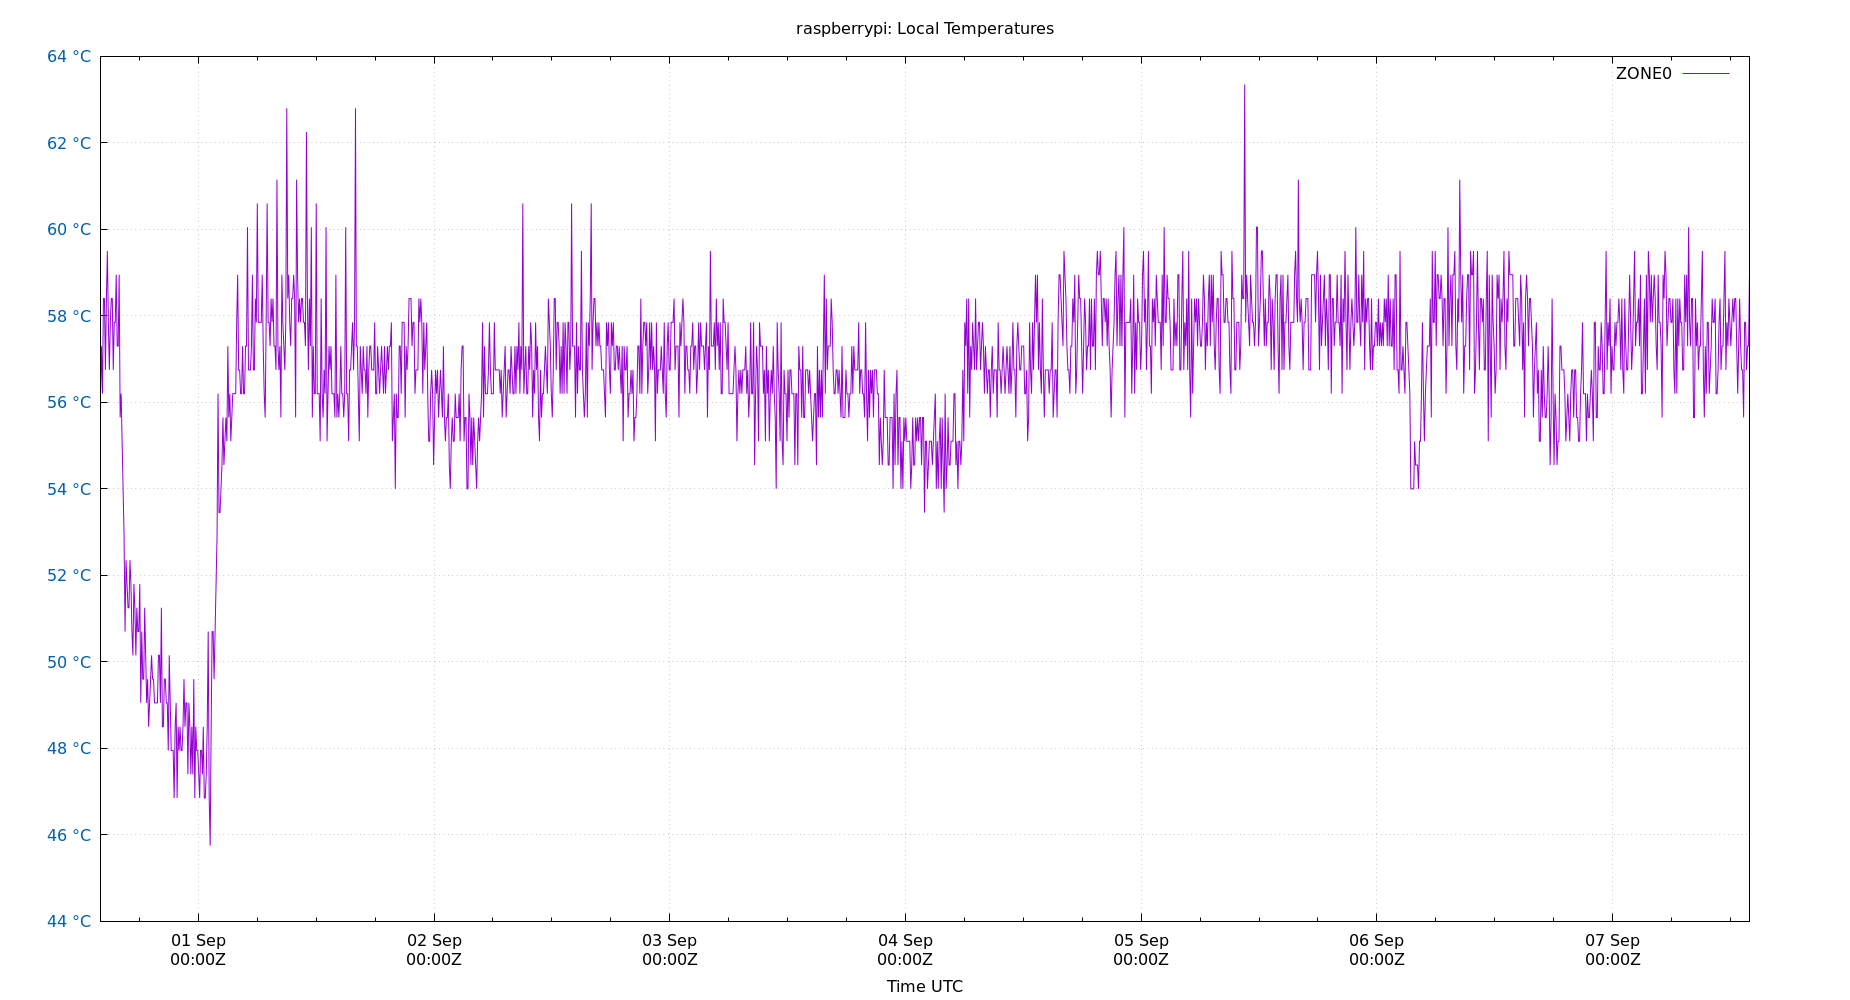 raspberrypi: Local Temperatures
64 °C
ZONE0
62 °C
60 °C
58 °C
56 °C
54 °C
52 °C
50 °C
48 °C
46 °C
44 °C
01 Sep 02 Sep 03 Sep 04 Sep 05 Sep 06 Sep 07 Sep
00:00Z 00:00Z 00:00Z 00:00Z 00:00Z 00:00Z 00:00Z
Time UTC